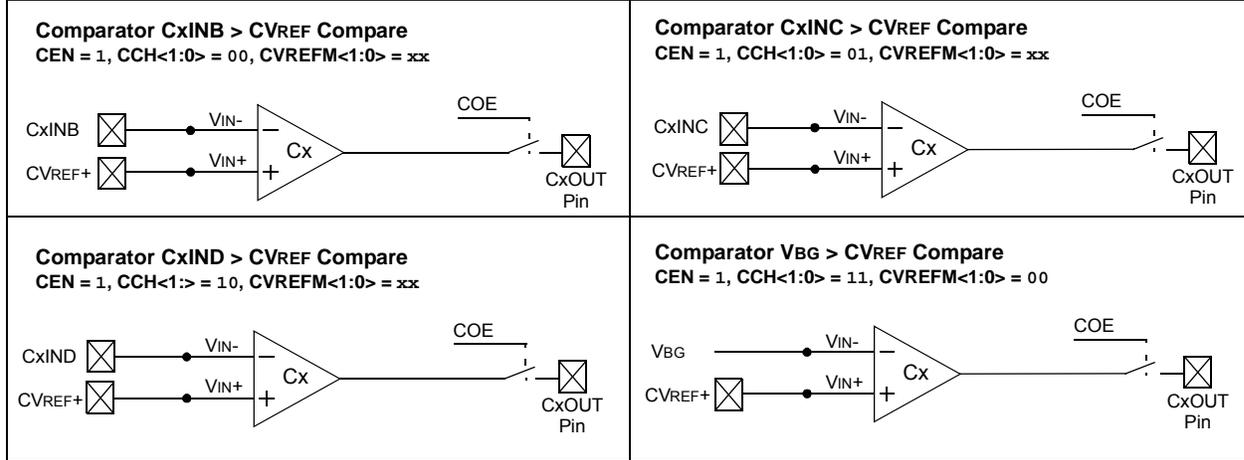 Comparator CxINB > CVREF Compare
CEN = 1, CCH<1:0> = 00, CVREFM<1:0> = xx
COE
CxINB
VIN-
Cx
CVREF+
VIN+
CxOUT
Pin
Comparator CxINC > CVREF Compare
CEN = 1, CCH<1:0> = 01, CVREFM<1:0> = xx
COE
CxINC
VIN-
Cx
CVREF+
VIN+
CxOUT
Pin
Comparator CxIND > CVREF Compare
CEN = 1, CCH<1:> = 10, CVREFM<1:0> = xx
COE
CxIND
VIN-
Cx
CVREF+
VIN+
CxOUT
Pin
Comparator VBG > CVREF Compare
CEN = 1, CCH<1:0> = 11, CVREFM<1:0> = 00
COE
VBG
VIN-
Cx
CVREF+
VIN+
CxOUT
Pin